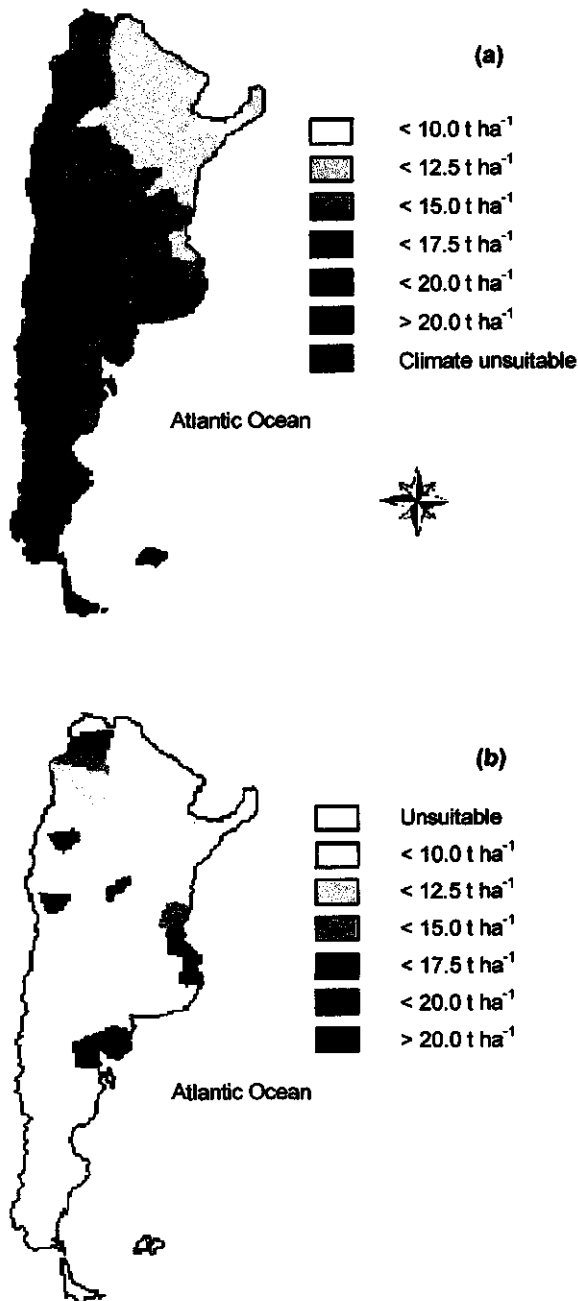 (a)
< 10.0 t ha⁻¹
< 12.5 t ha⁻¹
< 15.0 t ha⁻¹
< 17.5 t ha⁻¹
< 20.0 t ha⁻¹
> 20.0 t ha⁻¹
Climate unsuitable
Atlantic Ocean
(b)
Unsuitable
< 10.0 t ha⁻¹
< 12.5 t ha⁻¹
< 15.0 t ha⁻¹
< 17.5 t ha⁻¹
< 20.0 t ha⁻¹
> 20.0 t ha⁻¹
Atlantic Ocean